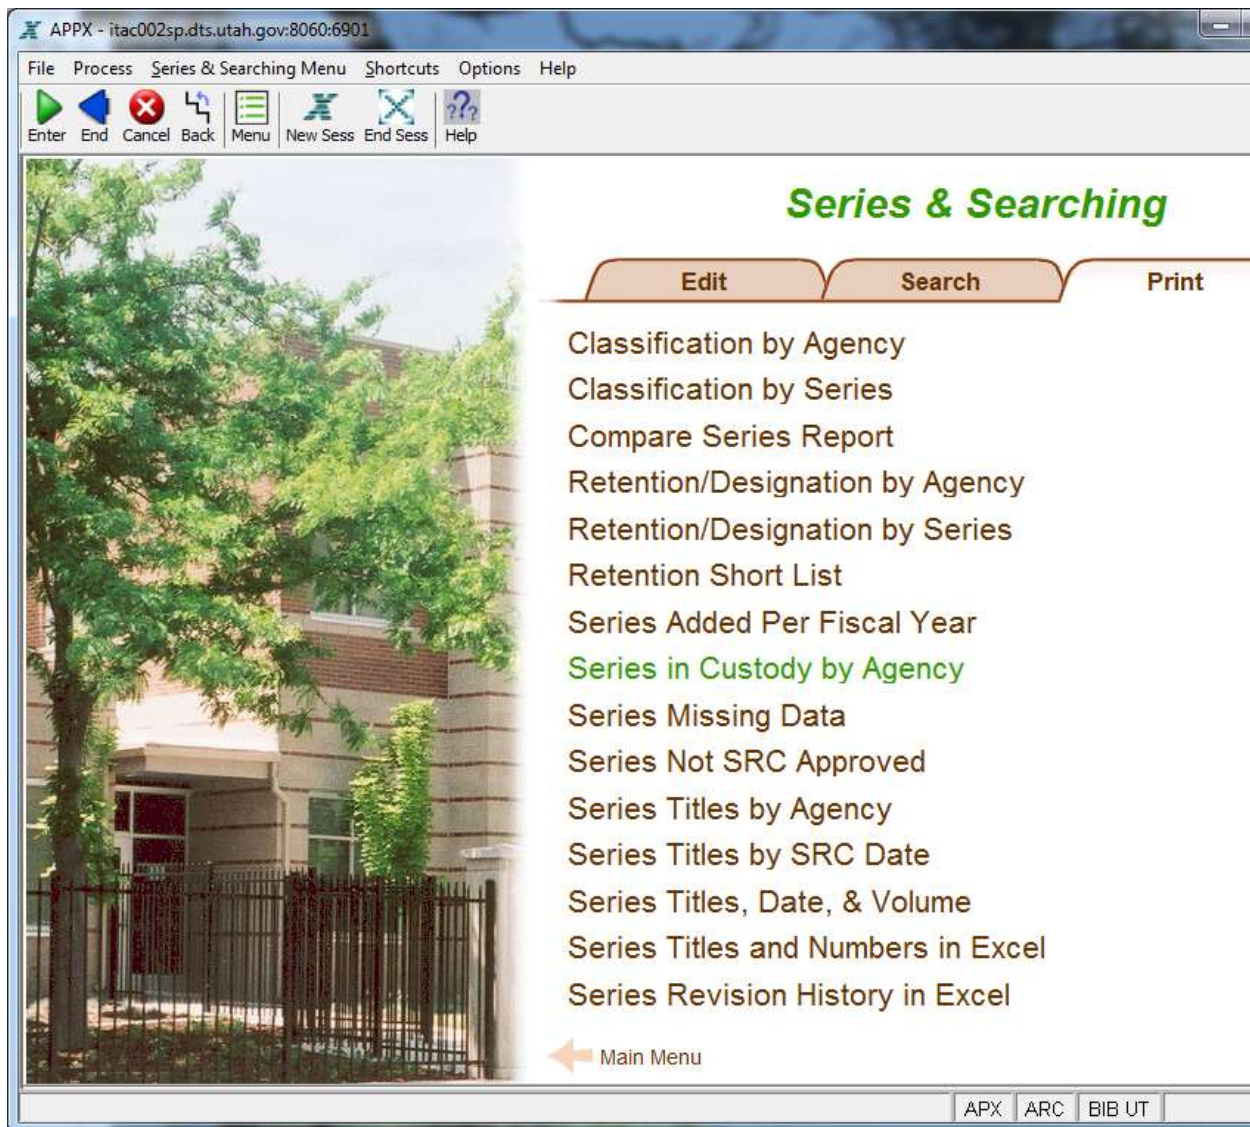 APPX - itac002sp.dts.utah.gov:8060:6901
File Process Series & Searching Menu Shortcuts Options Help
Enter End Cancel Back Menu New Sess End Sess Help
???
Series & Searching
Edit Search Print
Classification by Agency
Classification by Series
Compare Series Report
Retention/Designation by Agency
Retention/Designation by Series
Retention Short List
Series Added Per Fiscal Year
Series in Custody by Agency
Series Missing Data
Series Not SRC Approved
Series Titles by Agency
Series Titles by SRC Date
Series Titles, Date, & Volume
Series Titles and Numbers in Excel
Series Revision History in Excel
Main Menu
APX ARC BIB UT